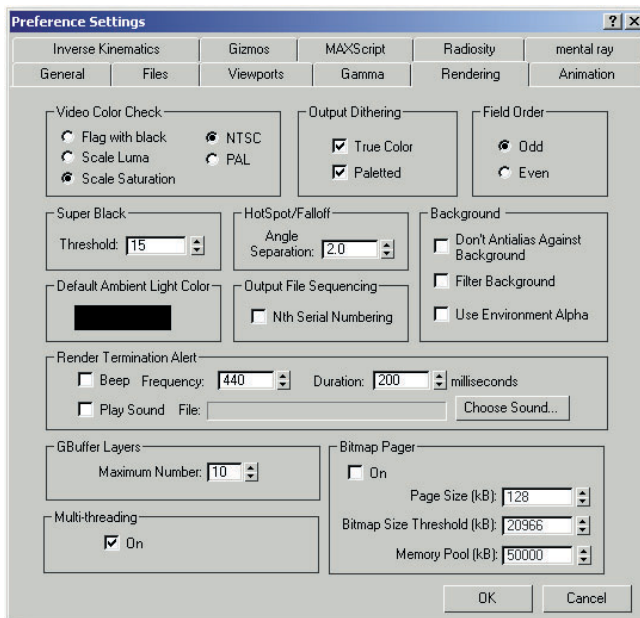 Preference Settings
Inverse Kinematics Gizmos MAXScript Radiosity mental ray
General Files Viewports Gamma Rendering Animation
Video Color Check
Flag with black NTSC
Scale Luma PAL
Scale Saturation
Output Dithering
True Color
Paletted
Field Order
Odd
Even
Super Black
Threshold: 15
HotSpot/Falloff
Angle
Separation: 2.0
Background
Don't Antialias Against
Background
Filter Background
Use Environment Alpha
Default Ambient Light Color
Output File Sequencing
Nth Serial Numbering
Render Termination Alert
Beep Frequency: 440 Duration: 200 milliseconds
Play Sound File: Choose Sound...
GBuffer Layers
Maximum Number: 10
Multi-threading
On
Bitmap Pager
On
Page Size (kB): 128
Bitmap Size Threshold (kB): 20966
Memory Pool (kB): 50000
OK Cancel